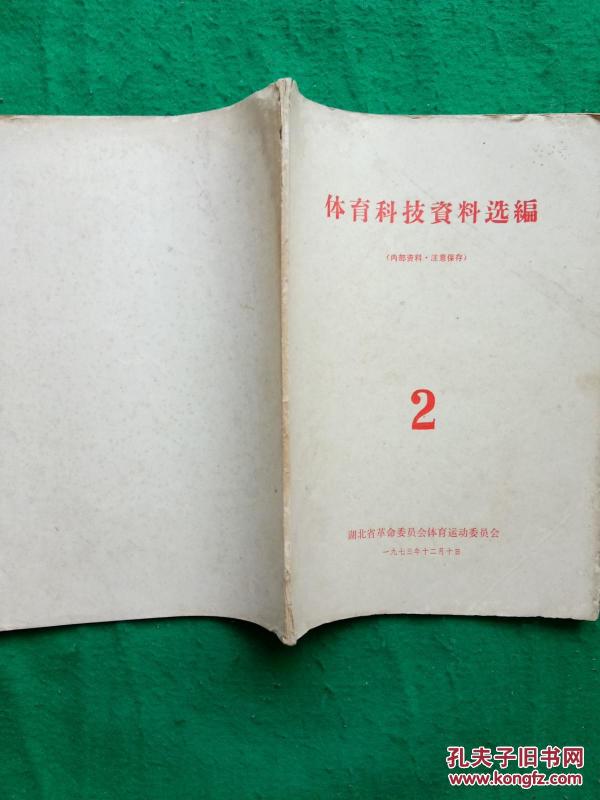 体育科技資料选編
（内部资料·注意保存）
2
湖北省革命委员会体育运动委员会
一九七三年十二月十日
孔夫子旧书网
www.kongfz.com